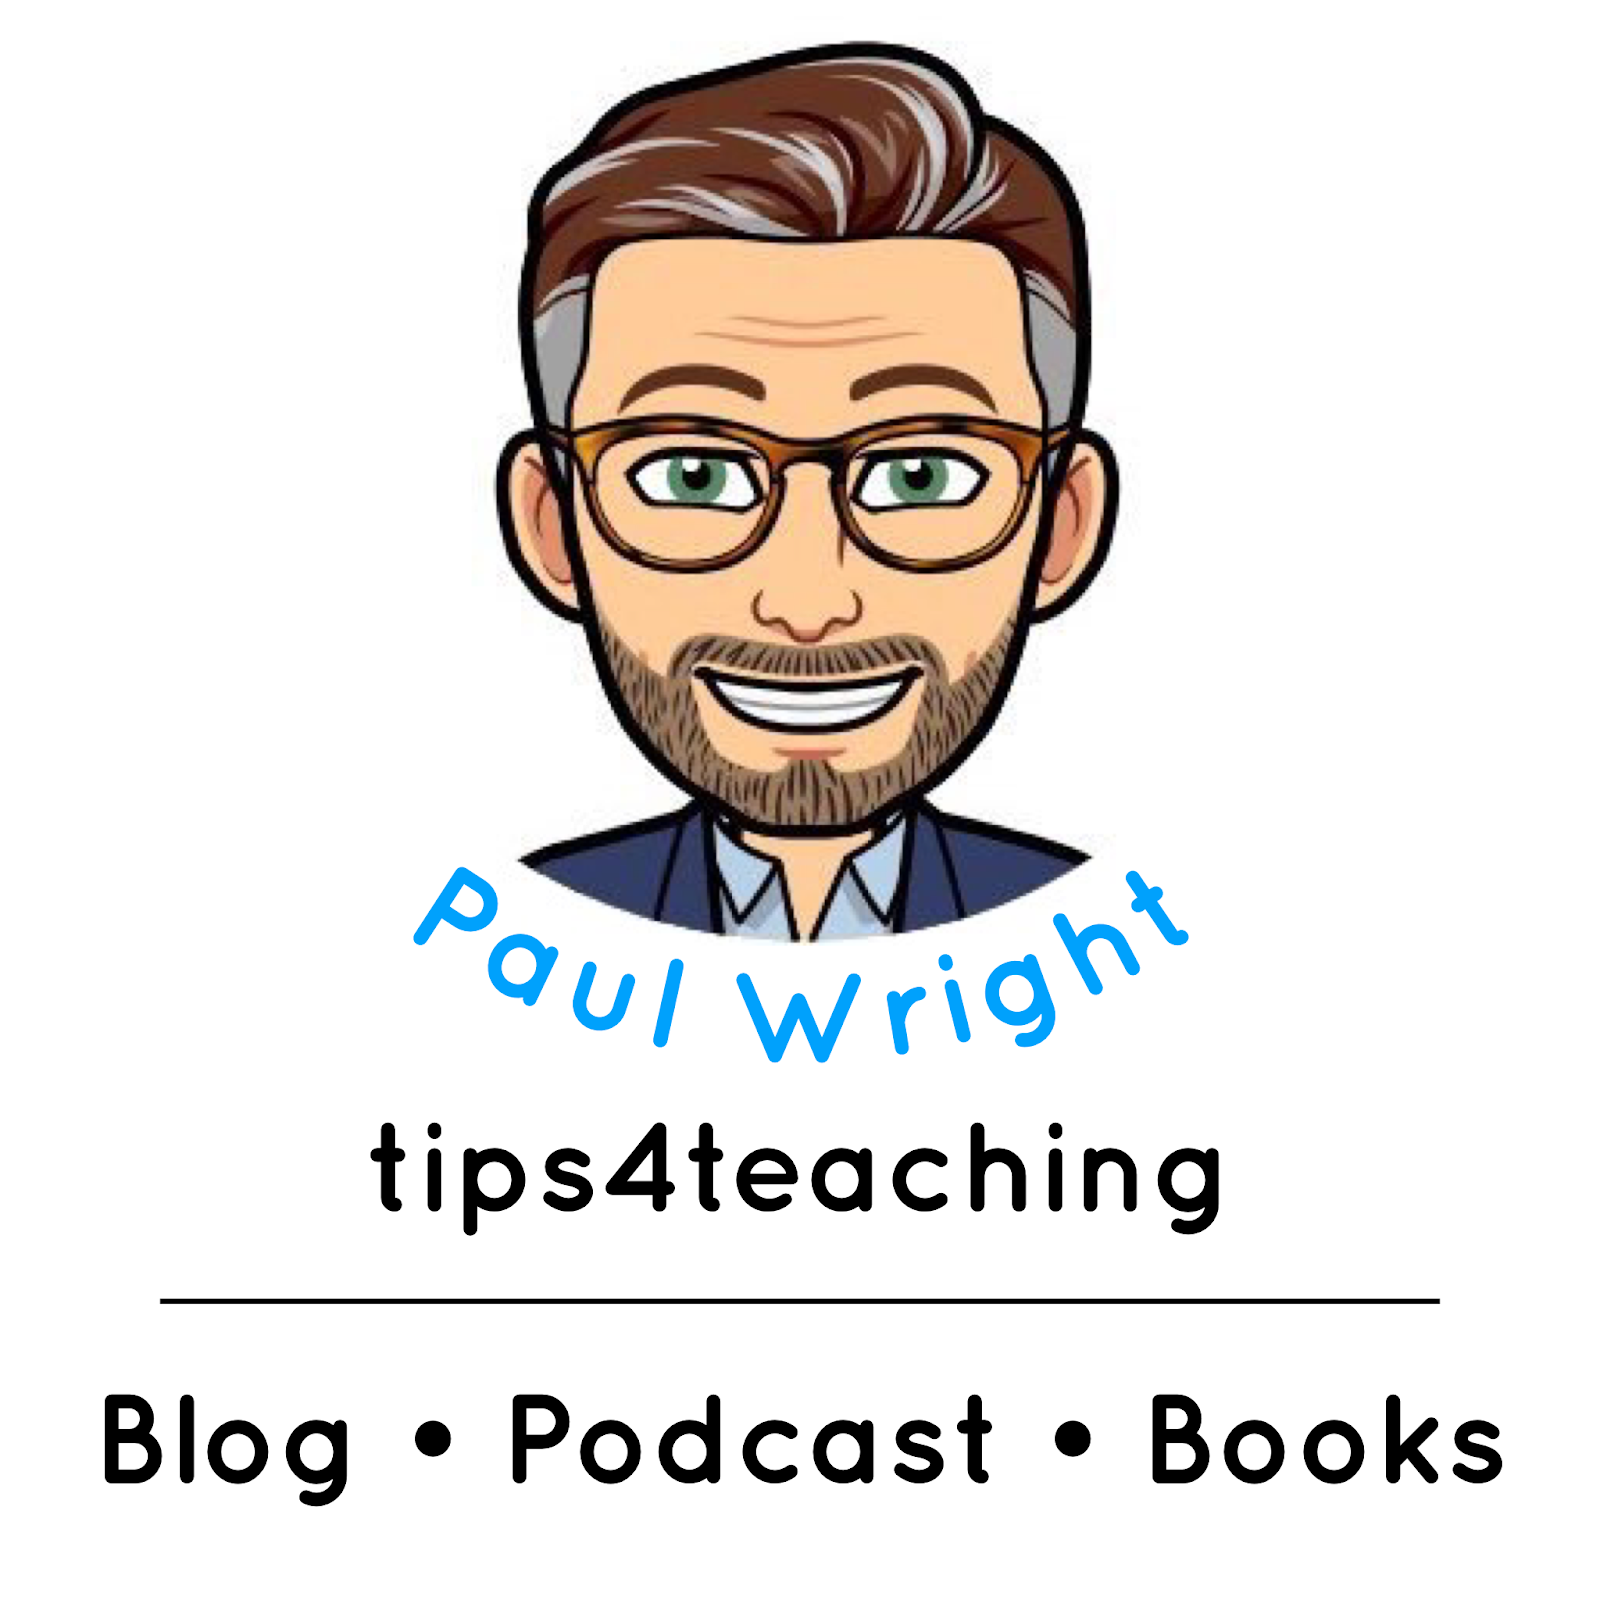 Paul Wright
tips4teaching
Blog • Podcast • Books